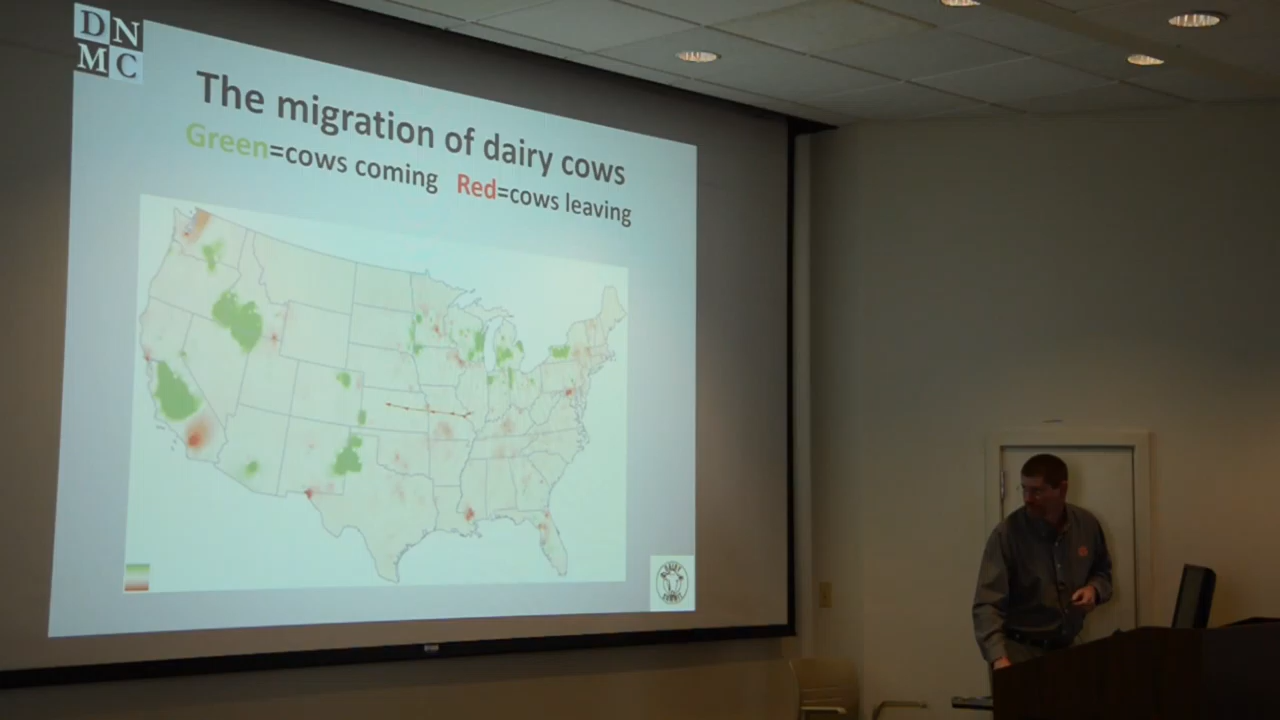 DN
MC
The migration of dairy cows
Green=cows coming Red=cows leaving